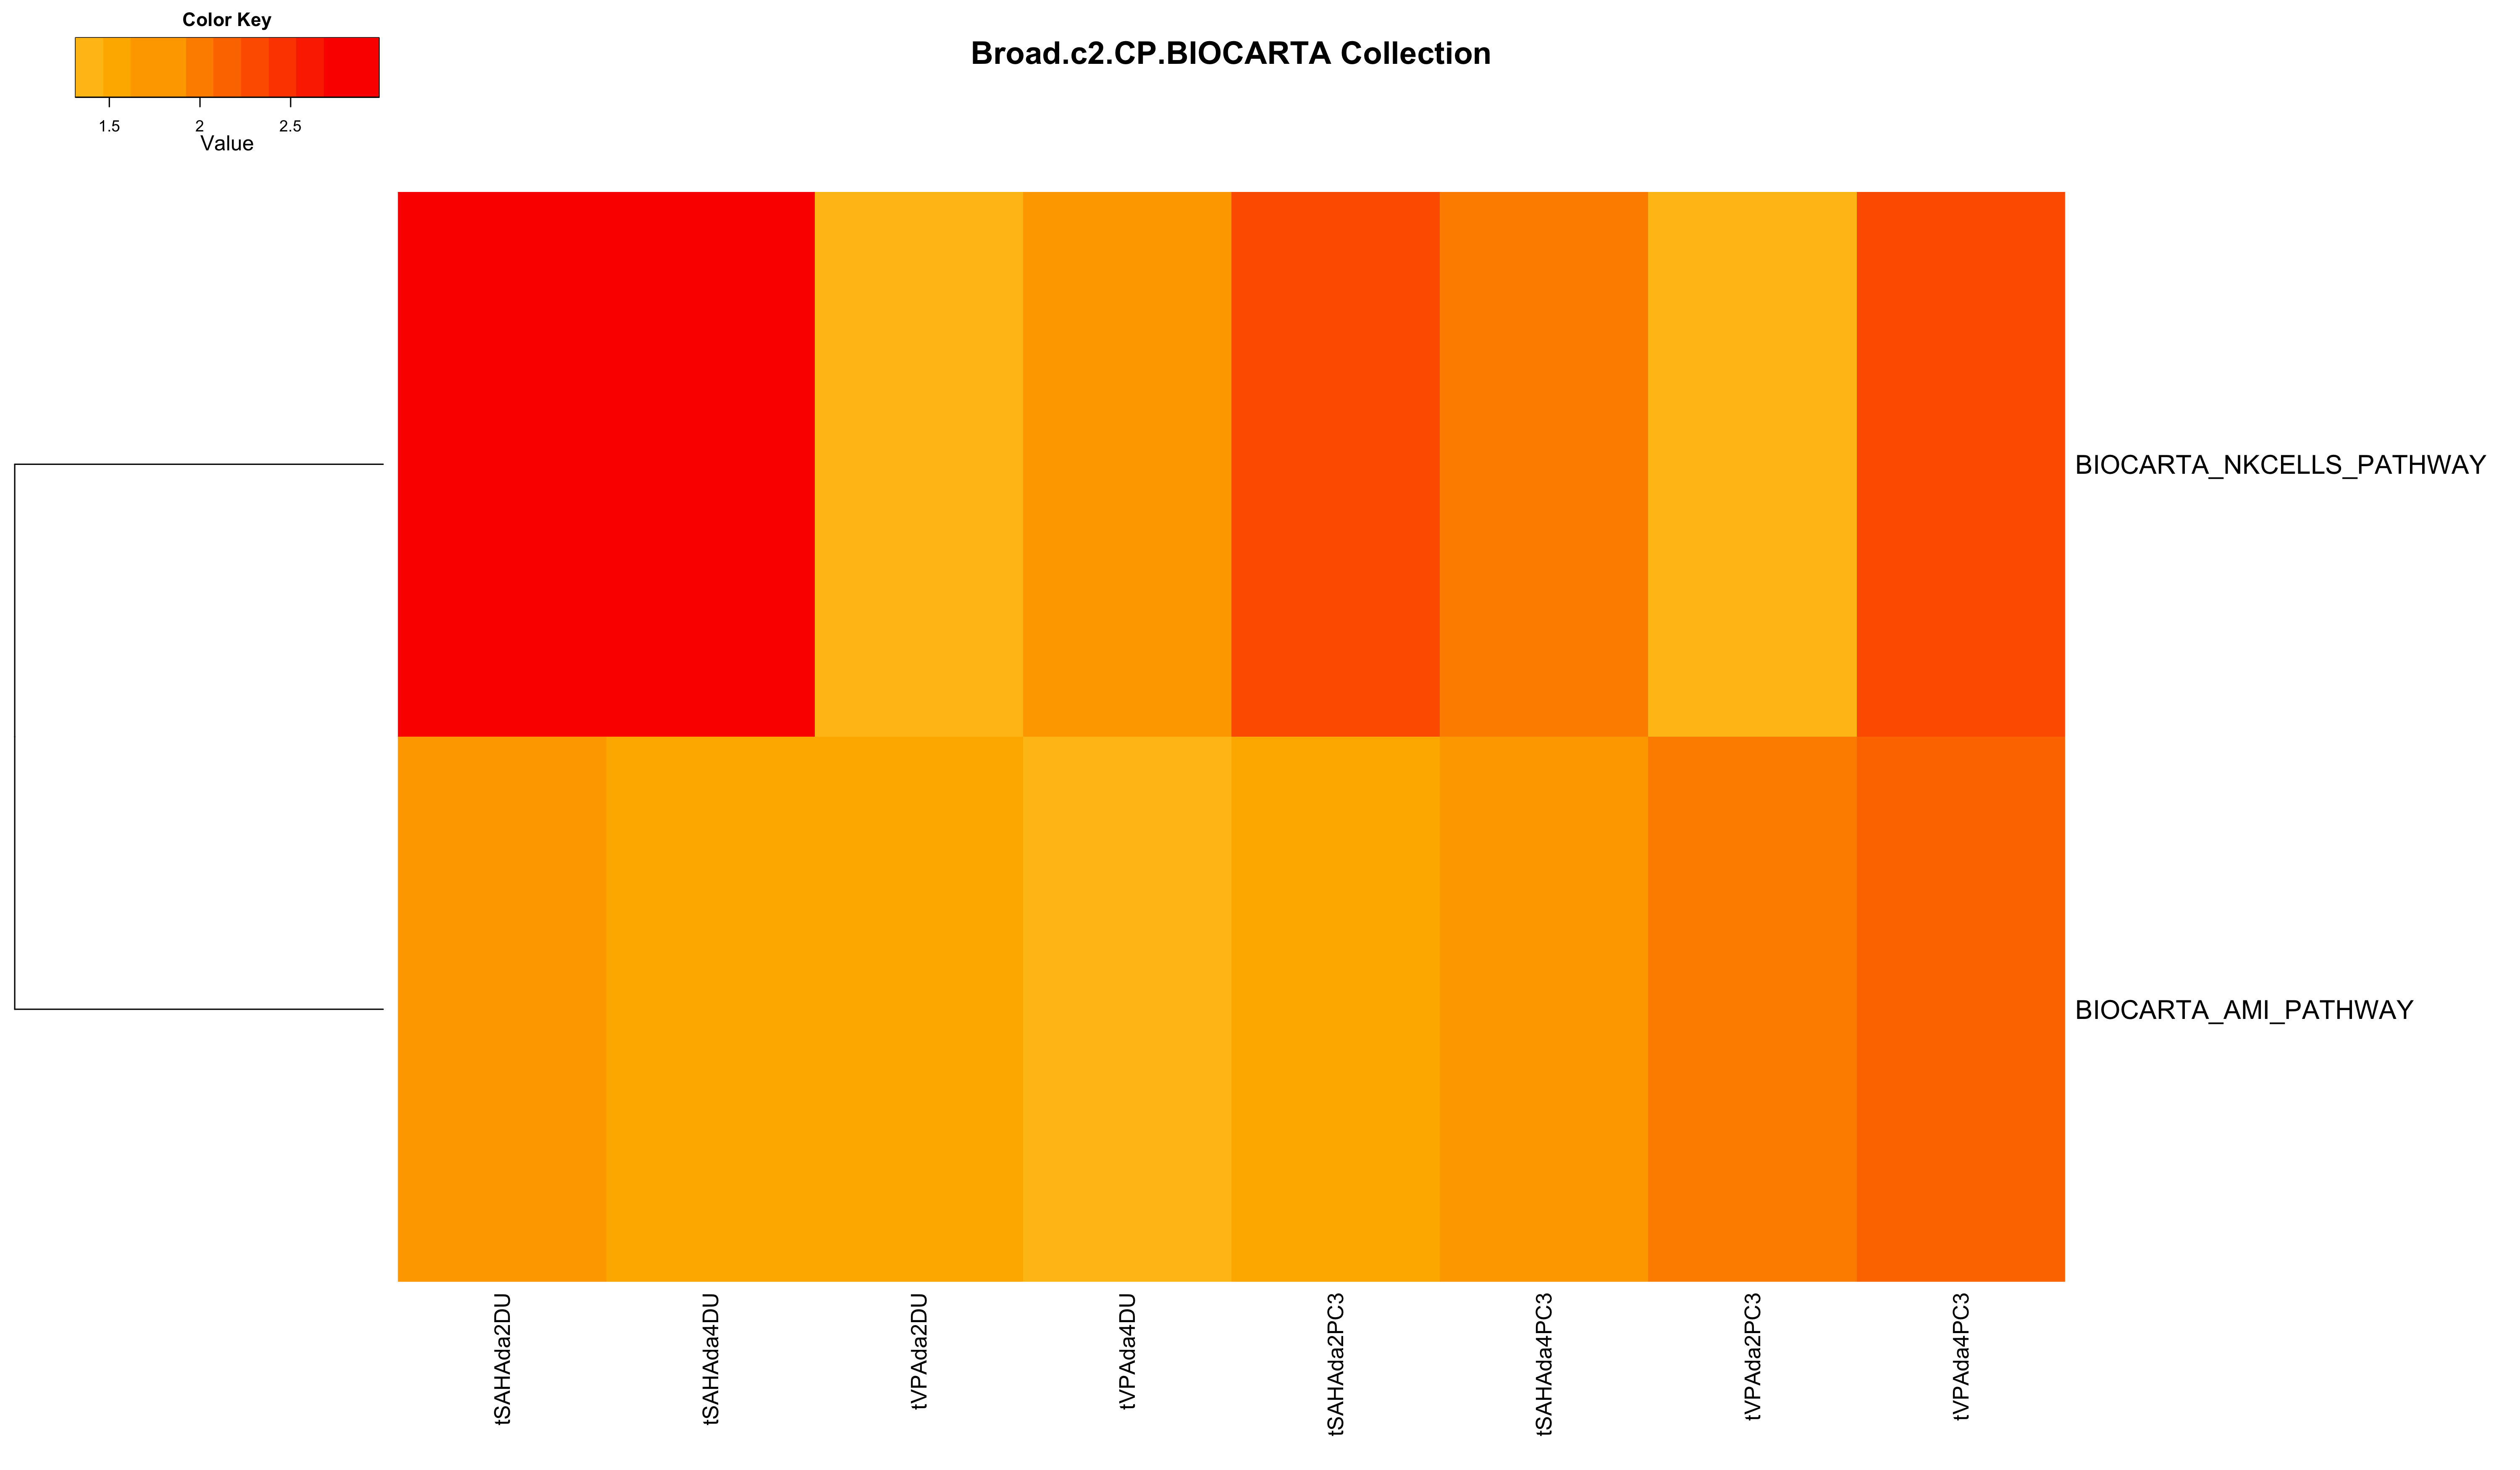 Color Key
1.5 2 2.5
Value
Broad.c2.CP.BIOCARTA Collection
BIOCARTA_NKCELLS_PATHWAY
BIOCARTA_AMI_PATHWAY
tSAHAda2DU
tSAHAda4DU
tVPAda2DU
tVPAda4DU
tSAHAda2PC3
tSAHAda4PC3
tVPAda2PC3
tVPAda4PC3